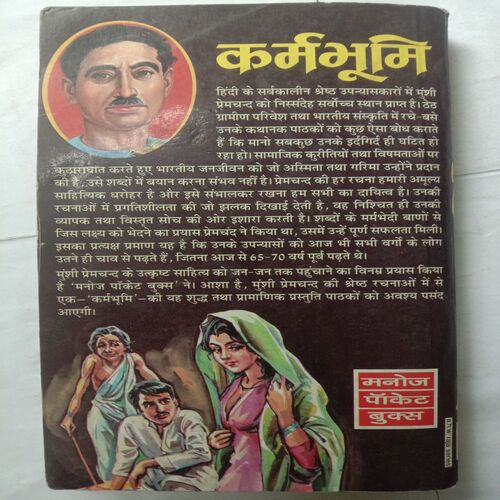 कर्मभूमि
हिंदी के सर्वकालीन श्रेष्ठ उपन्यासकारों में मुंशी
प्रेमचन्द को निस्संदेह सर्वोच्च स्थान प्राप्त है। ठेठ
ग्रामीण परिवेश तथा भारतीय संस्कृति में रचे-बसे
उनके कथानक पाठकों को कुछ ऐसा बोध कराते
हैं कि मानो सबकुछ उनके इर्दगिर्द ही घटित हो
रहा हो। सामाजिक कुरीतियों तथा विषमताओं पर
कुठाराघात करते हुए भारतीय जनजीवन को जो अस्मिता तथा गरिमा उन्होंने प्रदान
की है, उसे शब्दों में बयान करना संभव नहीं है। प्रेमचन्द की हर रचना हमारी अमूल्य
साहित्यिक धरोहर है और इसे संभालकर रखना हम सभी का दायित्व है। उनकी
रचनाओं में प्रगतिशीलता की जो झलक दिखाई देती है, वह निश्चित ही उनकी
व्यापक तथा विस्तृत सोच की ओर इशारा करती है। शब्दों के मर्मभेदी बाणों से
जिस लक्ष्य को भेदने का प्रयास प्रेमचन्द ने किया था, उसमें उन्हें पूर्ण सफलता मिली।
इसका प्रत्यक्ष प्रमाण यह है कि उनके उपन्यासों को आज भी सभी वर्गों के लोग
उतने ही चाव से पढ़ते हैं, जितना आज से 65-70 वर्ष पूर्व पढ़ते थे।
मुंशी प्रेमचन्द के उत्कृष्ट साहित्य को जन-जन तक पहुंचाने का विनम्र प्रयास किया
है 'मनोज पॉकेट बुक्स' ने। आशा है, मुंशी प्रेमचन्द की श्रेष्ठ रचनाओं में से
एक-'कर्मभूमि'-की यह शुद्ध तथा प्रामाणिक प्रस्तुति पाठकों को अवश्य पसंद
आएगी।
मनोज
पॉकेट
बुक्स